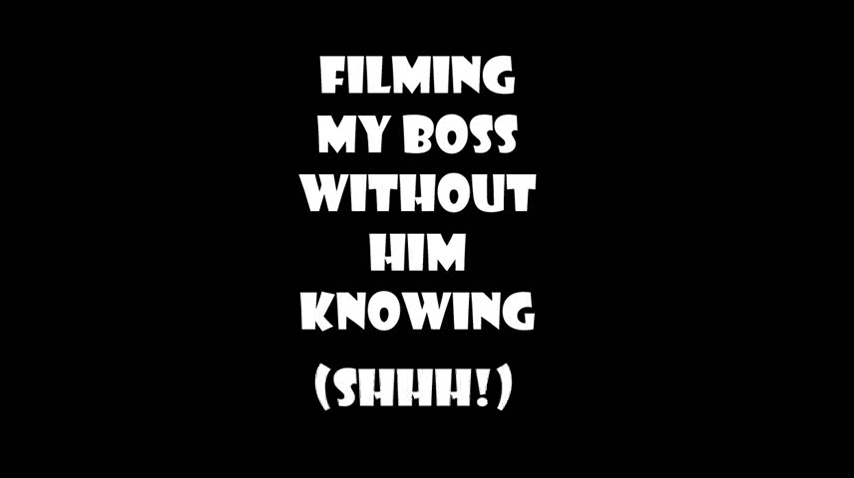 FILMING
MY BOSS
WITHOUT
HIM
KNOWING
(SHHH!)